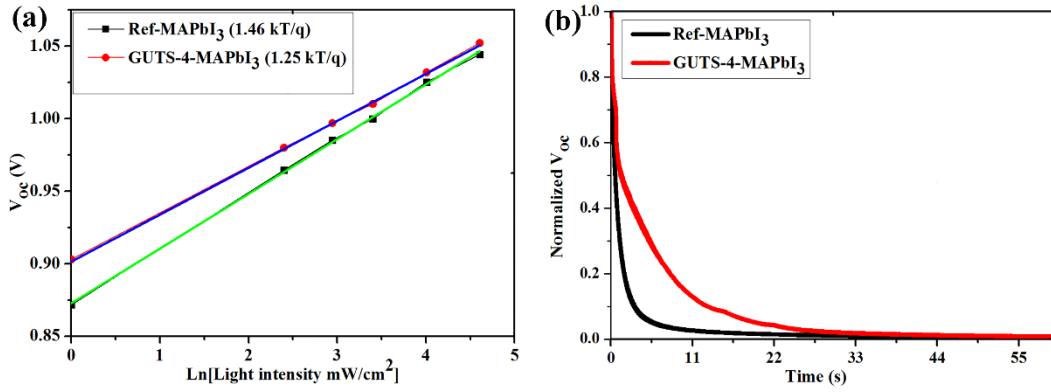 (a)
Ref-MAPbI3 (1.46 kT/q)
GUTS-4-MAPbI3 (1.25 kT/q)
1.05
1.00
0.95
0.90
0.85
Voc (V)
0 1 2 3 4 5
Ln[Light intensity mW/cm2]
(b)
Ref-MAPbI3
GUTS-4-MAPbI3
1.0
0.8
0.6
0.4
0.2
0.0
Normalized Voc
0 11 22 33 44 55
Time (s)